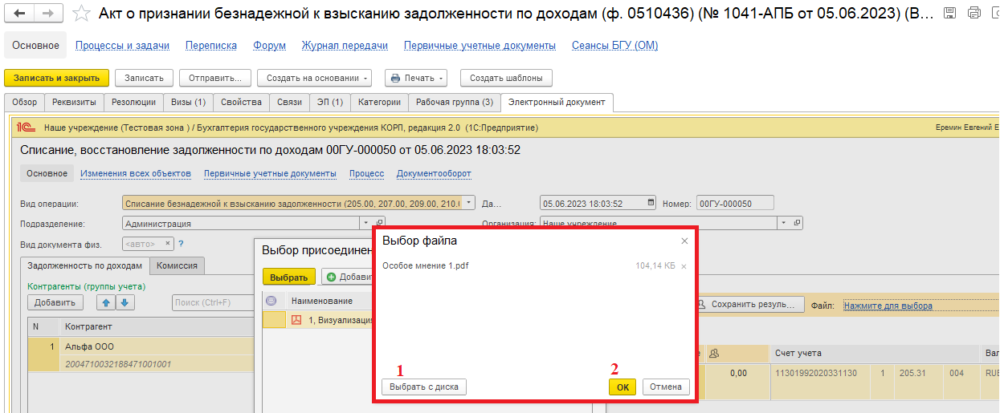 Акт о признании безнадежной к взысканию задолженности по доходам (ф. 0510436) (№ 1041-АПБ от 05.06.2023) (В...
Основное Процессы и задачи Переписка Форум Журнал передачи Первичные учетные документы Сеансы БГУ (ОМ)
Записать и закрыть Записать Отправить... Создать на основании Печать Создать шаблоны
Обзор Реквизиты Резолюции Визы (1) Свойства Связи ЭП (1) Категории Рабочая группа (3) Электронный документ
1С Наше учреждение (Тестовая зона ) / Бухгалтерия государственного учреждения КОРП, редакция 2.0 (1С:Предприятие) Еремин Евгений Е
Списание, восстановление задолженности по доходам 00ГУ-000050 от 05.06.2023 18:03:52
Основное Изменения всех объектов Первичные учетные документы Процесс Документооборот
Вид операции: Списание безнадежной к взысканию задолженности (205.00, 207.00, 209.00, 210.( Да... 05.06.2023 18:03:52 Номер: 00ГУ-000050
Подразделение: Администрация Организация: Наше учреждение
Вид документа физ. <авто> × ?
Выбор присоединен
Выбор файла ×
Задолженность по доходам Комиссия
Особое мнение 1.pdf 104,14 КБ ×
Контрагенты (группы учета)
Выбрать Добави
Добавить Поиск (Ctrl+F)
Наименование
Сохранить резуль... Файл: Нажмите для выбора
N Контрагент
1, Визуализация
1 Альфа ООО
2004710032188471001001
е Счет учета Вал
0,00 11301992020331130 1 205.31 004 RUB
1 2
Выбрать с диска ОК Отмена